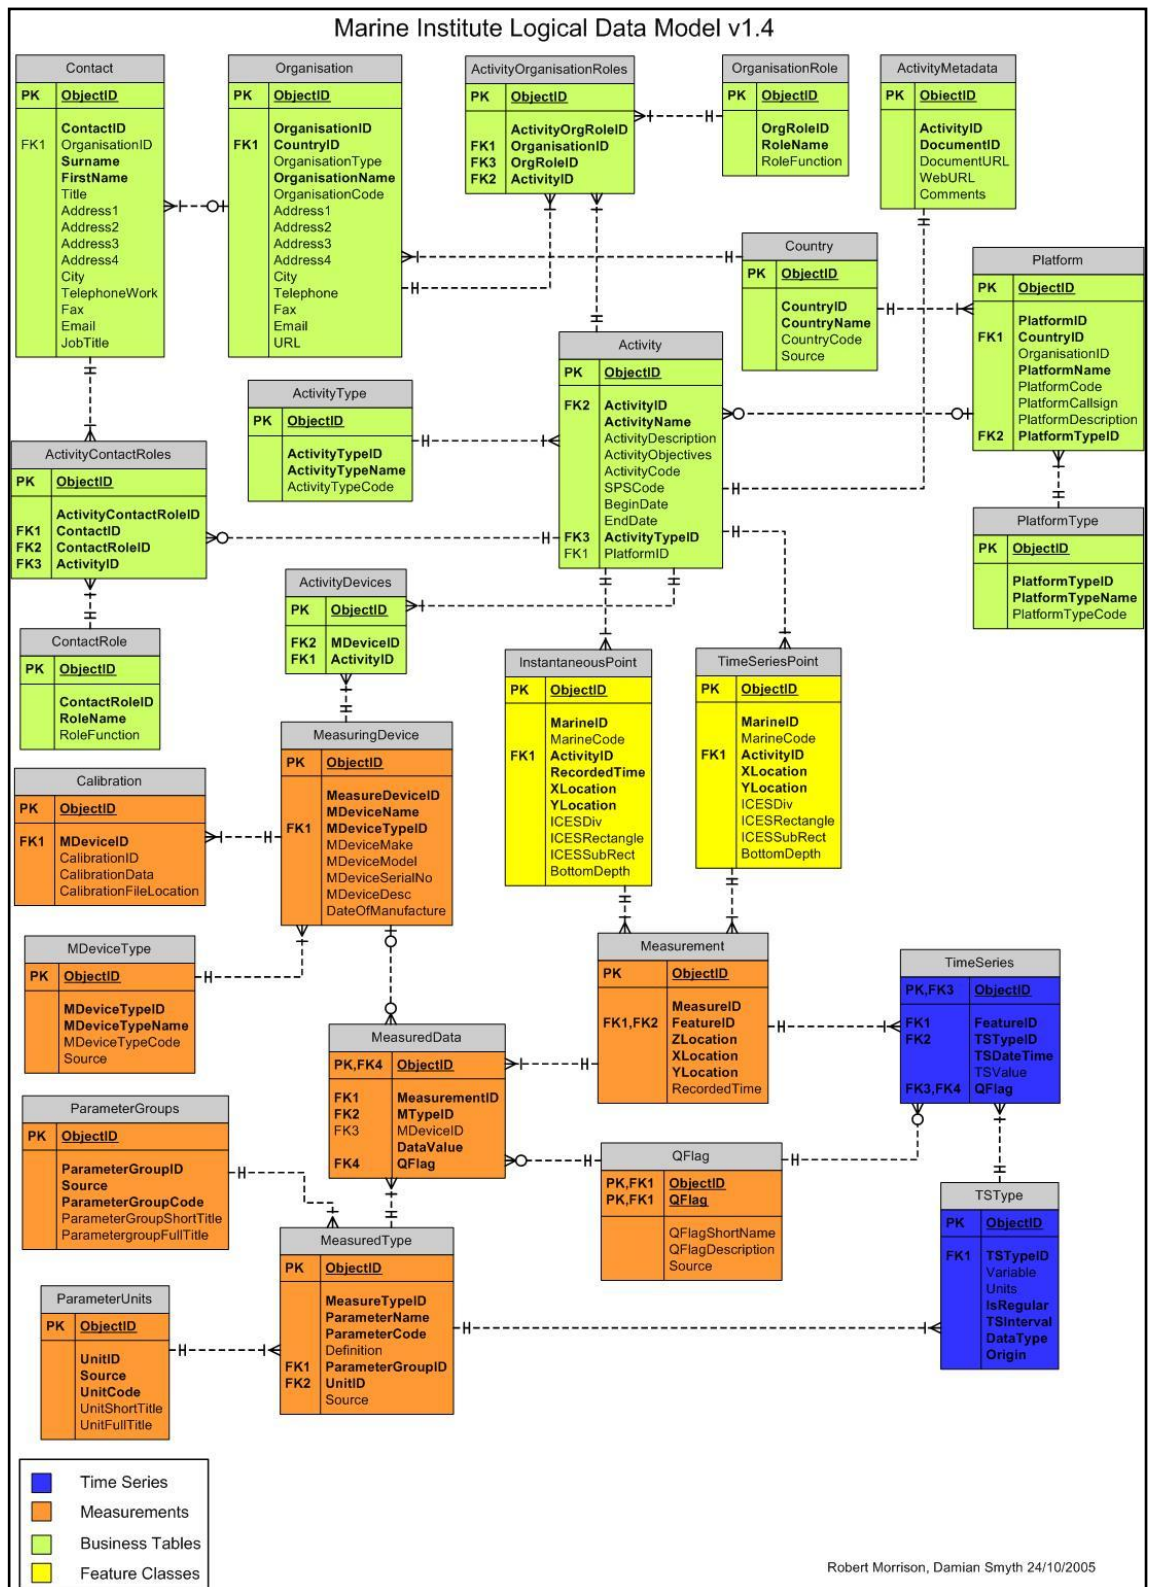 Marine Institute Logical Data Model v1.4
Contact
PK ObjectID
ContactID
FK1 OrganisationID
Surname
FirstName
Title
Address1
Address2
Address3
Address4
City
TelephoneWork
Fax
Email
JobTitle
Organisation
PK ObjectID
OrganisationID
FK1 CountryID
OrganisationType
OrganisationName
OrganisationCode
Address1
Address2
Address3
Address4
City
Telephone
Fax
Email
URL
ActivityOrganisationRoles
PK ObjectID
ActivityOrgRoleID
FK1 OrganisationID
FK3 OrgRoleID
FK2 ActivityID
OrganisationRole
PK ObjectID
OrgRoleID
RoleName
RoleFunction
ActivityMetadata
PK ObjectID
ActivityID
DocumentID
DocumentURL
WebURL
Comments
Country
PK ObjectID
CountryID
CountryName
CountryCode
Source
Platform
PK ObjectID
PlatformID
FK1 CountryID
OrganisationID
PlatformName
PlatformCode
PlatformCallsign
PlatformDescription
FK2 PlatformTypeID
Activity
PK ObjectID
FK2 ActivityID
ActivityName
ActivityDescription
ActivityObjectives
ActivityCode
SPSCode
BeginDate
EndDate
FK3 ActivityTypeID
FK1 PlatformID
ActivityType
PK ObjectID
ActivityTypeID
ActivityTypeName
ActivityTypeCode
ActivityContactRoles
PK ObjectID
ActivityContactRoleID
FK1 ContactID
FK2 ContactRoleID
FK3 ActivityID
PlatformType
PK ObjectID
PlatformTypeID
PlatformTypeName
PlatformTypeCode
ActivityDevices
PK ObjectID
FK2 MDeviceID
FK1 ActivityID
ContactRole
PK ObjectID
ContactRoleID
RoleName
RoleFunction
InstantaneousPoint
PK ObjectID
MarineID
MarineCode
FK1 ActivityID
RecordedTime
XLocation
YLocation
ICESDiv
ICESRectangle
ICESSubRect
BottomDepth
TimeSeriesPoint
PK ObjectID
MarineID
MarineCode
FK1 ActivityID
XLocation
YLocation
ICESDiv
ICESRectangle
ICESSubRect
BottomDepth
MeasuringDevice
PK ObjectID
MeasureDeviceID
MDeviceName
FK1 MDeviceTypeID
MDeviceMake
MDeviceModel
MDeviceSerialNo
MDeviceDesc
DateOfManufacture
Calibration
PK ObjectID
FK1 MDeviceID
CalibrationID
CalibrationData
CalibrationFileLocation
MDeviceType
PK ObjectID
MDeviceTypeID
MDeviceTypeName
MDeviceTypeCode
Source
Measurement
PK ObjectID
MeasureID
FK1,FK2 FeatureID
ZLocation
XLocation
YLocation
RecordedTime
TimeSeries
PK,FK3 ObjectID
FK1 FeatureID
FK2 TSTypeID
TSDateTime
TSValue
FK3,FK4 QFlag
MeasuredData
PK,FK4 ObjectID
FK1 MeasurementID
FK2 MTypeID
FK3 MDeviceID
DataValue
FK4 QFlag
ParameterGroups
PK ObjectID
ParameterGroupID
Source
ParameterGroupCode
ParameterGroupShortTitle
ParametergroupFullTitle
QFlag
PK,FK1 ObjectID
PK,FK1 QFlag
QFlagShortName
QFlagDescription
Source
TSType
PK ObjectID
FK1 TSTypeID
Variable
Units
IsRegular
TSInterval
DataType
Origin
MeasuredType
PK ObjectID
MeasureTypeID
ParameterName
ParameterCode
Definition
FK1 ParameterGroupID
FK2 UnitID
Source
ParameterUnits
PK ObjectID
UnitID
Source
UnitCode
UnitShortTitle
UnitFullTitle
Time Series
Measurements
Business Tables
Feature Classes
Robert Morrison, Damian Smyth 24/10/2005